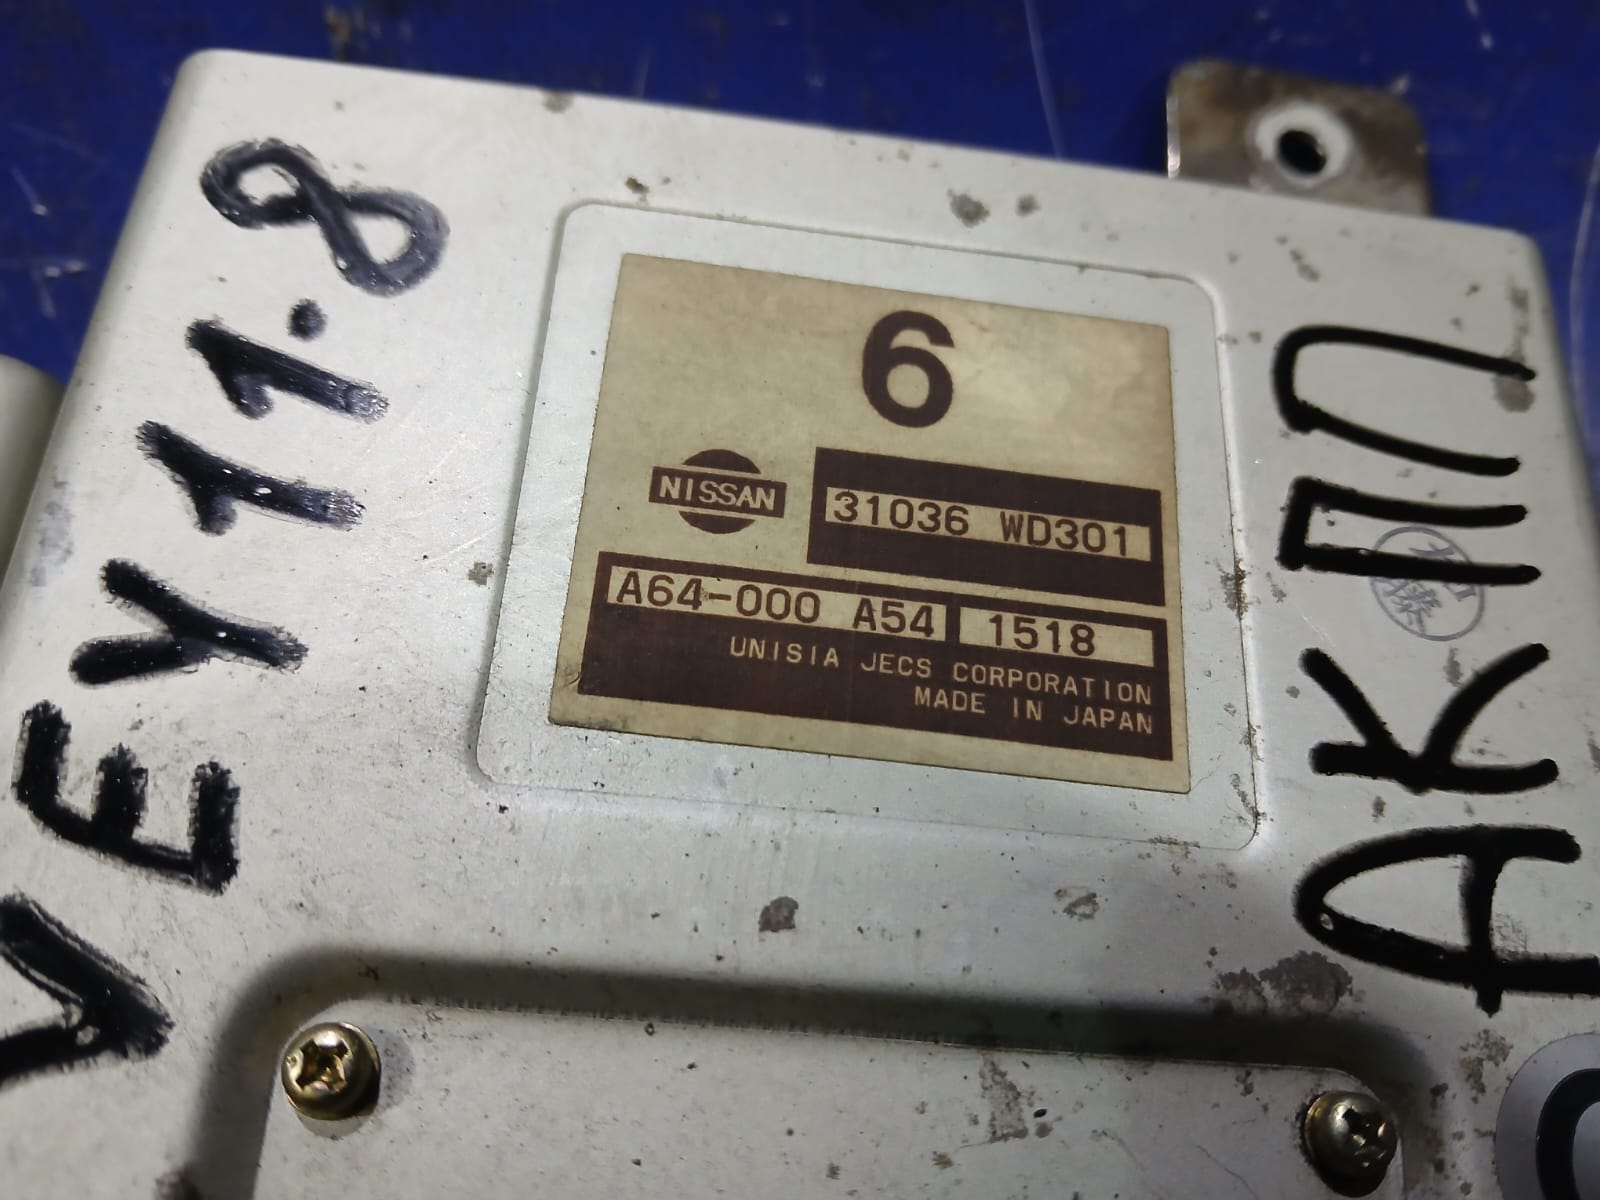 VEY11.8
6
NISSAN
31036 WD301
A64-000 A54 1518
UNISIA JECS CORPORATION
MADE IN JAPAN
АКПП